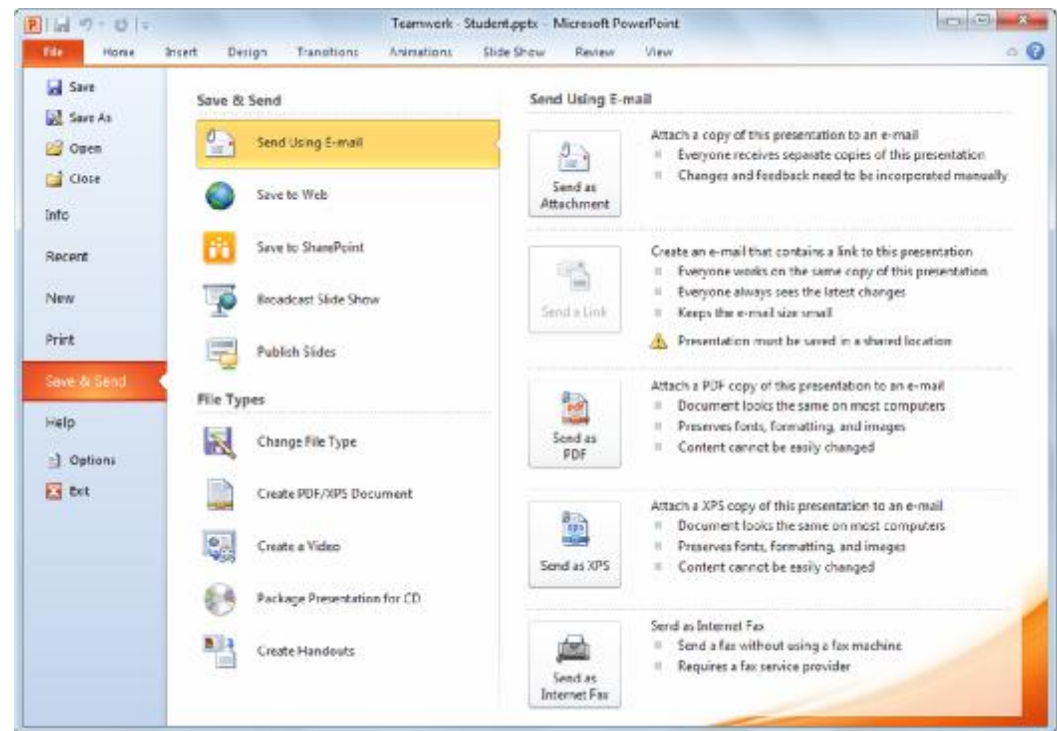 Teamwork - Student.pptx - Microsoft PowerPoint
File Home Insert Design Transitions Animations Slide Show Review View
Save
Save As
Open
Close
Info
Recent
New
Print
Save & Send
Help
Options
Exit
Save & Send
Send Using E-mail
Save to Web
Save to SharePoint
Broadcast Slide Show
Publish Slides
File Types
Change File Type
Create PDF/XPS Document
Create a Video
Package Presentation for CD
Create Handouts
Send Using E-mail
Send as
Attachment
Attach a copy of this presentation to an e-mail
Everyone receives separate copies of this presentation
Changes and feedback need to be incorporated manually
Send a Link
Create an e-mail that contains a link to this presentation
Everyone works on the same copy of this presentation
Everyone always sees the latest changes
Keeps the e-mail size small
Presentation must be saved in a shared location
Send as
PDF
Attach a PDF copy of this presentation to an e-mail
Document looks the same on most computers
Preserves fonts, formatting, and images
Content cannot be easily changed
Send as XPS
Attach a XPS copy of this presentation to an e-mail
Document looks the same on most computers
Preserves fonts, formatting, and images
Content cannot be easily changed
Send as
Internet Fax
Send as Internet Fax
Send a fax without using a fax machine
Requires a fax service provider